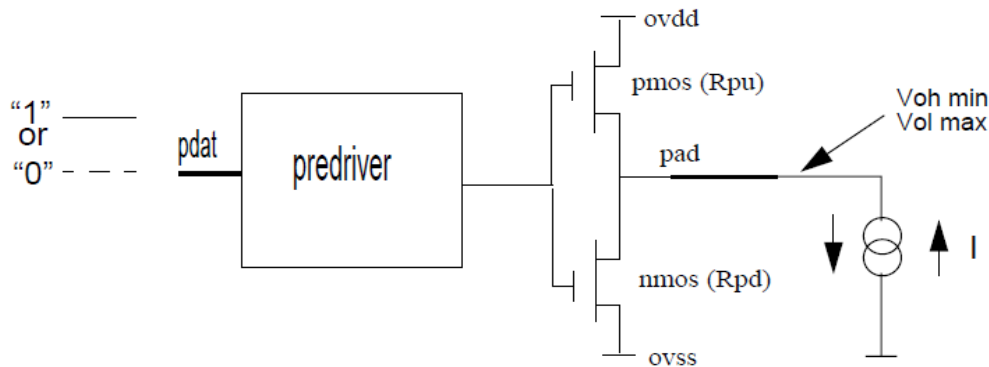 ovdd
pmos (Rpu)
Voh min
Vol max
“1”
or
“0”
pdat
predriver
pad
I
nmos (Rpd)
ovss